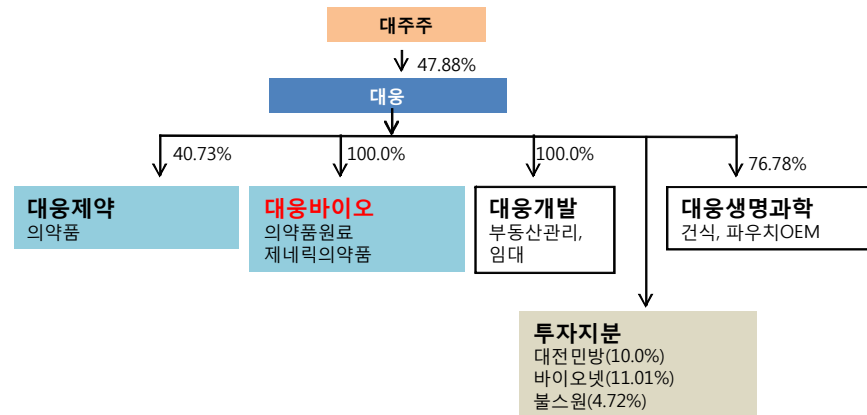 대주주
47.88%
대웅
40.73%
100.0%
100.0%
76.78%
대웅제약
의약품
대웅바이오
의약품원료
제네릭의약품
대웅개발
부동산관리,
임대
대웅생명과학
건식, 파우치OEM
투자지분
대전민방(10.0%)
바이오넷(11.01%)
불스원(4.72%)